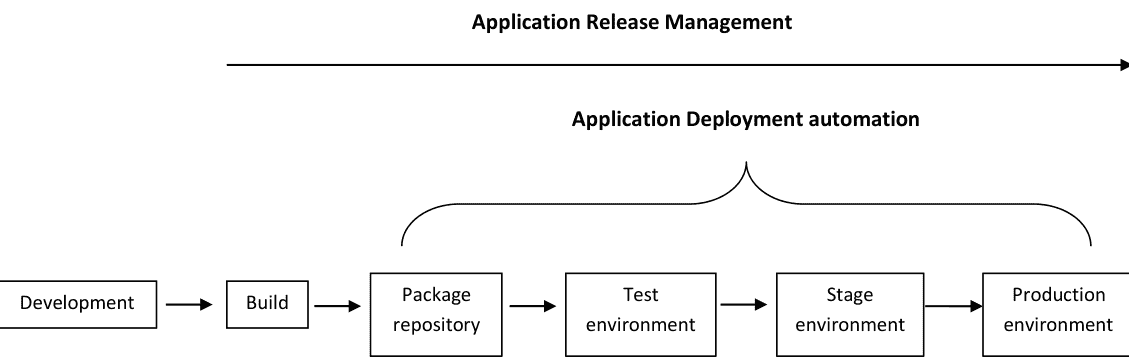 Application Release Management
Application Deployment automation
Development
Build
Package
repository
Test
environment
Stage
environment
Production
environment